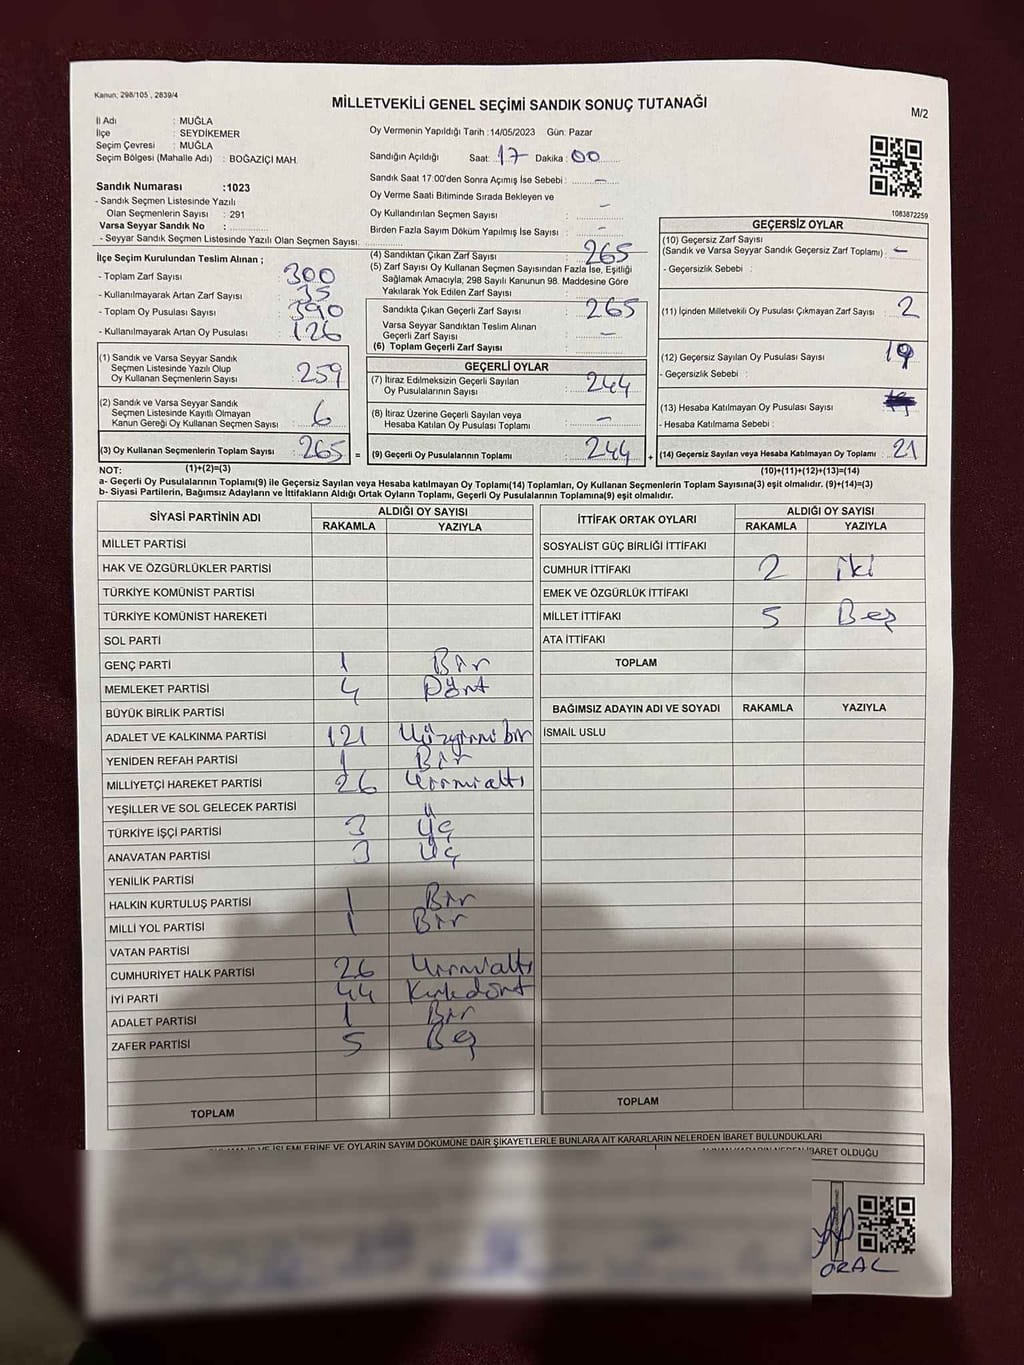 Kanun: 298/105 , 2839/4
MİLLETVEKİLİ GENEL SEÇİMİ SANDIK SONUÇ TUTANAĞI
M/2
İl Adı : MUĞLA
İlçe : SEYDİKEMER
Seçim Çevresi : MUĞLA
Seçim Bölgesi (Mahalle Adı) : BOĞAZİÇİ MAH.
Sandık Numarası :1023
- Sandık Seçmen Listesinde Yazılı
Olan Seçmenlerin Sayısı : 291
Varsa Seyyar Sandık No :
- Seyyar Sandık Seçmen Listesinde Yazılı Olan Seçmen Sayısı:
Oy Vermenin Yapıldığı Tarih :14/05/2023 Gün: Pazar
Sandığın Açıldığı Saat: 17 Dakika : 00
Sandık Saat 17:00'den Sonra Açımış İse Sebebi : –
Oy Verme Saati Bitiminde Sırada Bekleyen ve
Oy Kullandırılan Seçmen Sayısı : –
Birden Fazla Sayım Döküm Yapılmış İse Sayısı : –
1083872259
İlçe Seçim Kurulundan Teslim Alınan ;
- Toplam Zarf Sayısı : 300
- Kullanılmayarak Artan Zarf Sayısı : 35
- Toplam Oy Pusulası Sayısı : 390
- Kullanılmayarak Artan Oy Pusulası : 126
(4) Sandıktan Çıkan Zarf Sayısı : 265
(5) Zarf Sayısı Oy Kullanan Seçmen Sayısından Fazla İse, Eşitliği
Sağlamak Amacıyla; 298 Sayılı Kanunun 98. Maddesine Göre
Yakılarak Yok Edilen Zarf Sayısı :
Sandıkta Çıkan Geçerli Zarf Sayısı : 265
Varsa Seyyar Sandıktan Teslim Alınan
Geçerli Zarf Sayısı : –
(6) Toplam Geçerli Zarf Sayısı :
GEÇERSİZ OYLAR
(10) Geçersiz Zarf Sayısı
(Sandık ve Varsa Seyyar Sandık Geçersiz Zarf Toplamı) : –
- Geçersizlik Sebebi :
(11) İçinden Milletvekili Oy Pusulası Çıkmayan Zarf Sayısı : 2
(12) Geçersiz Sayılan Oy Pusulası Sayısı : 19
- Geçersizlik Sebebi :
(13) Hesaba Katılmayan Oy Pusulası Sayısı :
- Hesaba Katılmama Sebebi :
(14) Geçersiz Sayılan veya Hesaba Katılmayan Oy Toplamı : 21
(1) Sandık ve Varsa Seyyar Sandık
Seçmen Listesinde Yazılı Olup
Oy Kullanan Seçmenlerin Sayısı : 259
(2) Sandık ve Varsa Seyyar Sandık
Seçmen Listesinde Kayıtlı Olmayan
Kanun Gereği Oy Kullanan Seçmen Sayısı : 6
(3) Oy Kullanan Seçmenlerin Toplam Sayısı : 265 =
GEÇERLİ OYLAR
(7) İtiraz Edilmeksizin Geçerli Sayılan
Oy Pusulalarının Sayısı : 244
(8) İtiraz Üzerine Geçerli Sayılan veya
Hesaba Katılan Oy Pusulası Toplamı : –
(9) Geçerli Oy Pusulalarının Toplamı : 244 +
NOT: (1)+(2)=(3)
(10)+(11)+(12)+(13)=(14)
a- Geçerli Oy Pusulalarının Toplamı(9) ile Geçersiz Sayılan veya Hesaba katılmayan Oy Toplamı(14) Toplamları, Oy Kullanan Seçmenlerin Toplam Sayısına(3) eşit olmalıdır. (9)+(14)=(3)
b- Siyasi Partilerin, Bağımsız Adayların ve İttifakların Aldığı Ortak Oyların Toplamı, Geçerli Oy Pusulalarının Toplamına(9) eşit olmalıdır.
SİYASİ PARTİNİN ADI ALDIĞI OY SAYISI
RAKAMLA YAZIYLA
MİLLET PARTİSİ
HAK VE ÖZGÜRLÜKLER PARTİSİ
TÜRKİYE KOMÜNİST PARTİSİ
TÜRKİYE KOMÜNİST HAREKETİ
SOL PARTİ
GENÇ PARTİ 1 Bir
MEMLEKET PARTİSİ 4 Dört
BÜYÜK BİRLİK PARTİSİ
ADALET VE KALKINMA PARTİSİ 121 Yüzyirmi bir
YENİDEN REFAH PARTİSİ 1 Bir
MİLLİYETÇİ HAREKET PARTİSİ 26 Yirmialtı
YEŞİLLER VE SOL GELECEK PARTİSİ
TÜRKİYE İŞÇİ PARTİSİ 3 Üç
ANAVATAN PARTİSİ 3 Üç
YENİLİK PARTİSİ
HALKIN KURTULUŞ PARTİSİ 1 Bir
MİLLİ YOL PARTİSİ 1 Bir
VATAN PARTİSİ
CUMHURİYET HALK PARTİSİ 26 Yirmialtı
İYİ PARTİ 44 Kırkdört
ADALET PARTİSİ 1 Bir
ZAFER PARTİSİ 5 Beş
TOPLAM
İTTİFAK ORTAK OYLARI ALDIĞI OY SAYISI
RAKAMLA YAZIYLA
SOSYALİST GÜÇ BİRLİĞİ İTTİFAKI
CUMHUR İTTİFAKI 2 iki
EMEK VE ÖZGÜRLÜK İTTİFAKI
MİLLET İTTİFAKI 5 Beş
ATA İTTİFAKI
TOPLAM
BAĞIMSIZ ADAYIN ADI VE SOYADI RAKAMLA YAZIYLA
İSMAİL USLU
TOPLAM
VE İŞLEMLERİNE VE OYLARIN SAYIM DÖKÜMÜNE DAİR ŞİKAYETLERLE BUNLARA AİT KARARLARIN NELERDEN İBARET BULUNDUKLARI
İBARET OLDUĞU
ORAL